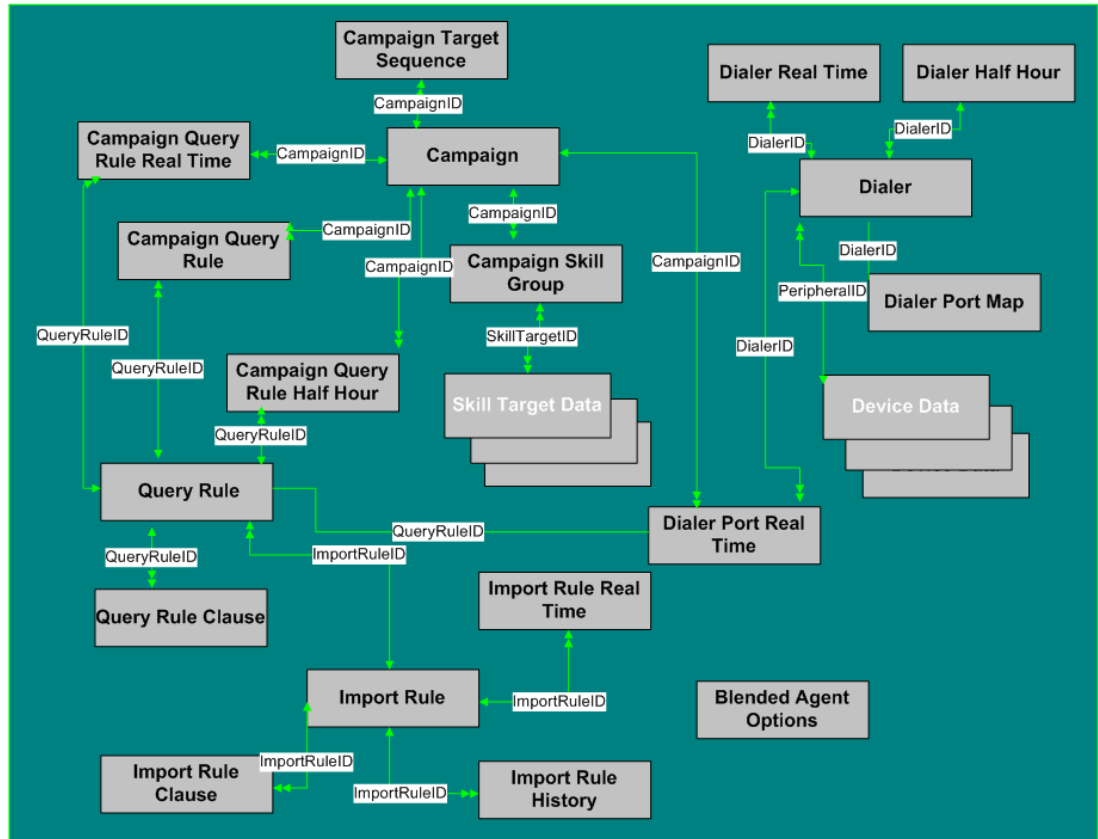 Campaign Target
Sequence
Dialer Real Time
Dialer Half Hour
CampaignID
DialerID
DialerID
Campaign Query
Rule Real Time
CampaignID
Campaign
Dialer
CampaignID
CampaignID
Campaign Query
Rule
CampaignID
Campaign Skill
Group
CampaignID
DialerID
PeripheralID
Dialer Port Map
QueryRuleID
SkillTargetID
DialerID
QueryRuleID
Campaign Query
Rule Half Hour
Skill Target Data
Device Data
QueryRuleID
Query Rule
QueryRuleID
Dialer Port Real
Time
QueryRuleID
ImportRuleID
Query Rule Clause
Import Rule Real
Time
Import Rule
ImportRuleID
Blended Agent
Options
ImportRuleID
Import Rule
Clause
ImportRuleID
Import Rule
History